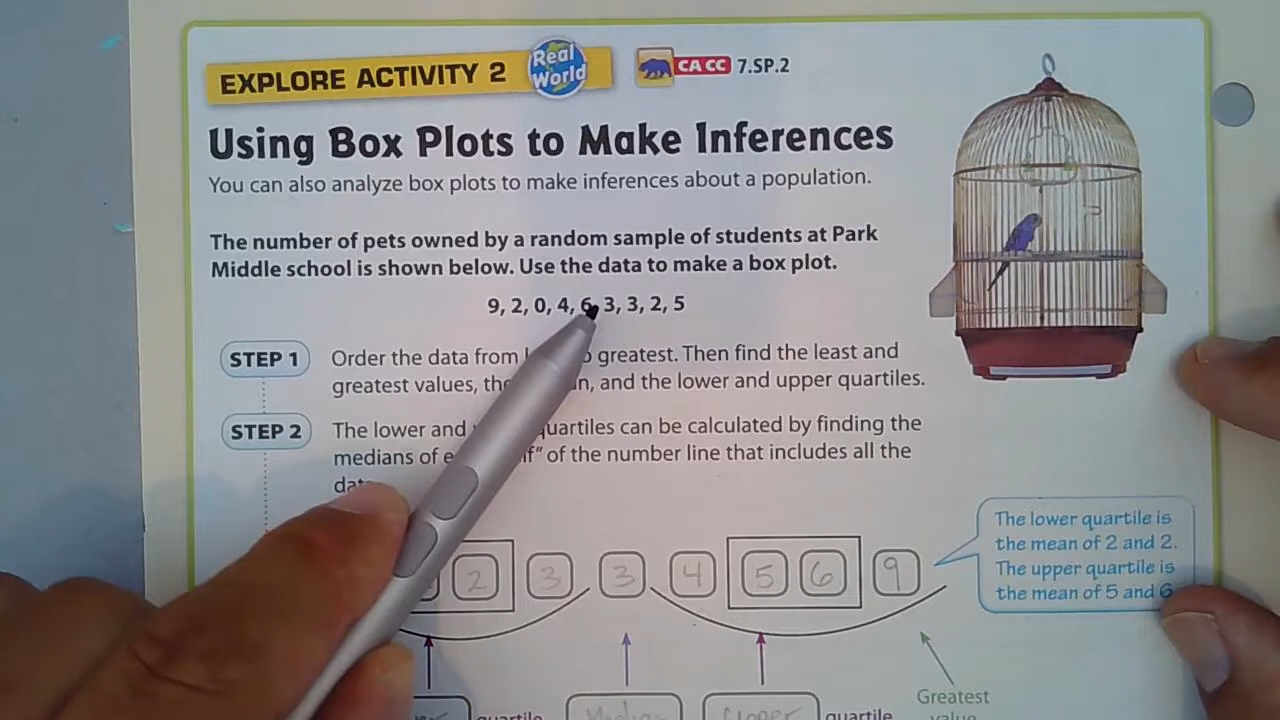 EXPLORE ACTIVITY 2
Real
World
CA CC 7.SP.2
Using Box Plots to Make Inferences
You can also analyze box plots to make inferences about a population.
The number of pets owned by a random sample of students at Park
Middle school is shown below. Use the data to make a box plot.
9, 2, 0, 4, 6, 3, 3, 2, 5
STEP 1
Order the data from greatest. Then find the least and
greatest values, and the lower and upper quartiles.
STEP 2
The lower and quartiles can be calculated by finding the
medians of of the number line that includes all the
2 3 3 4 5 6 9
The lower quartile is
the mean of 2 and 2.
The upper quartile is
the mean of 5 and 6
Greatest
value
quartile
Median
Upper
quartile